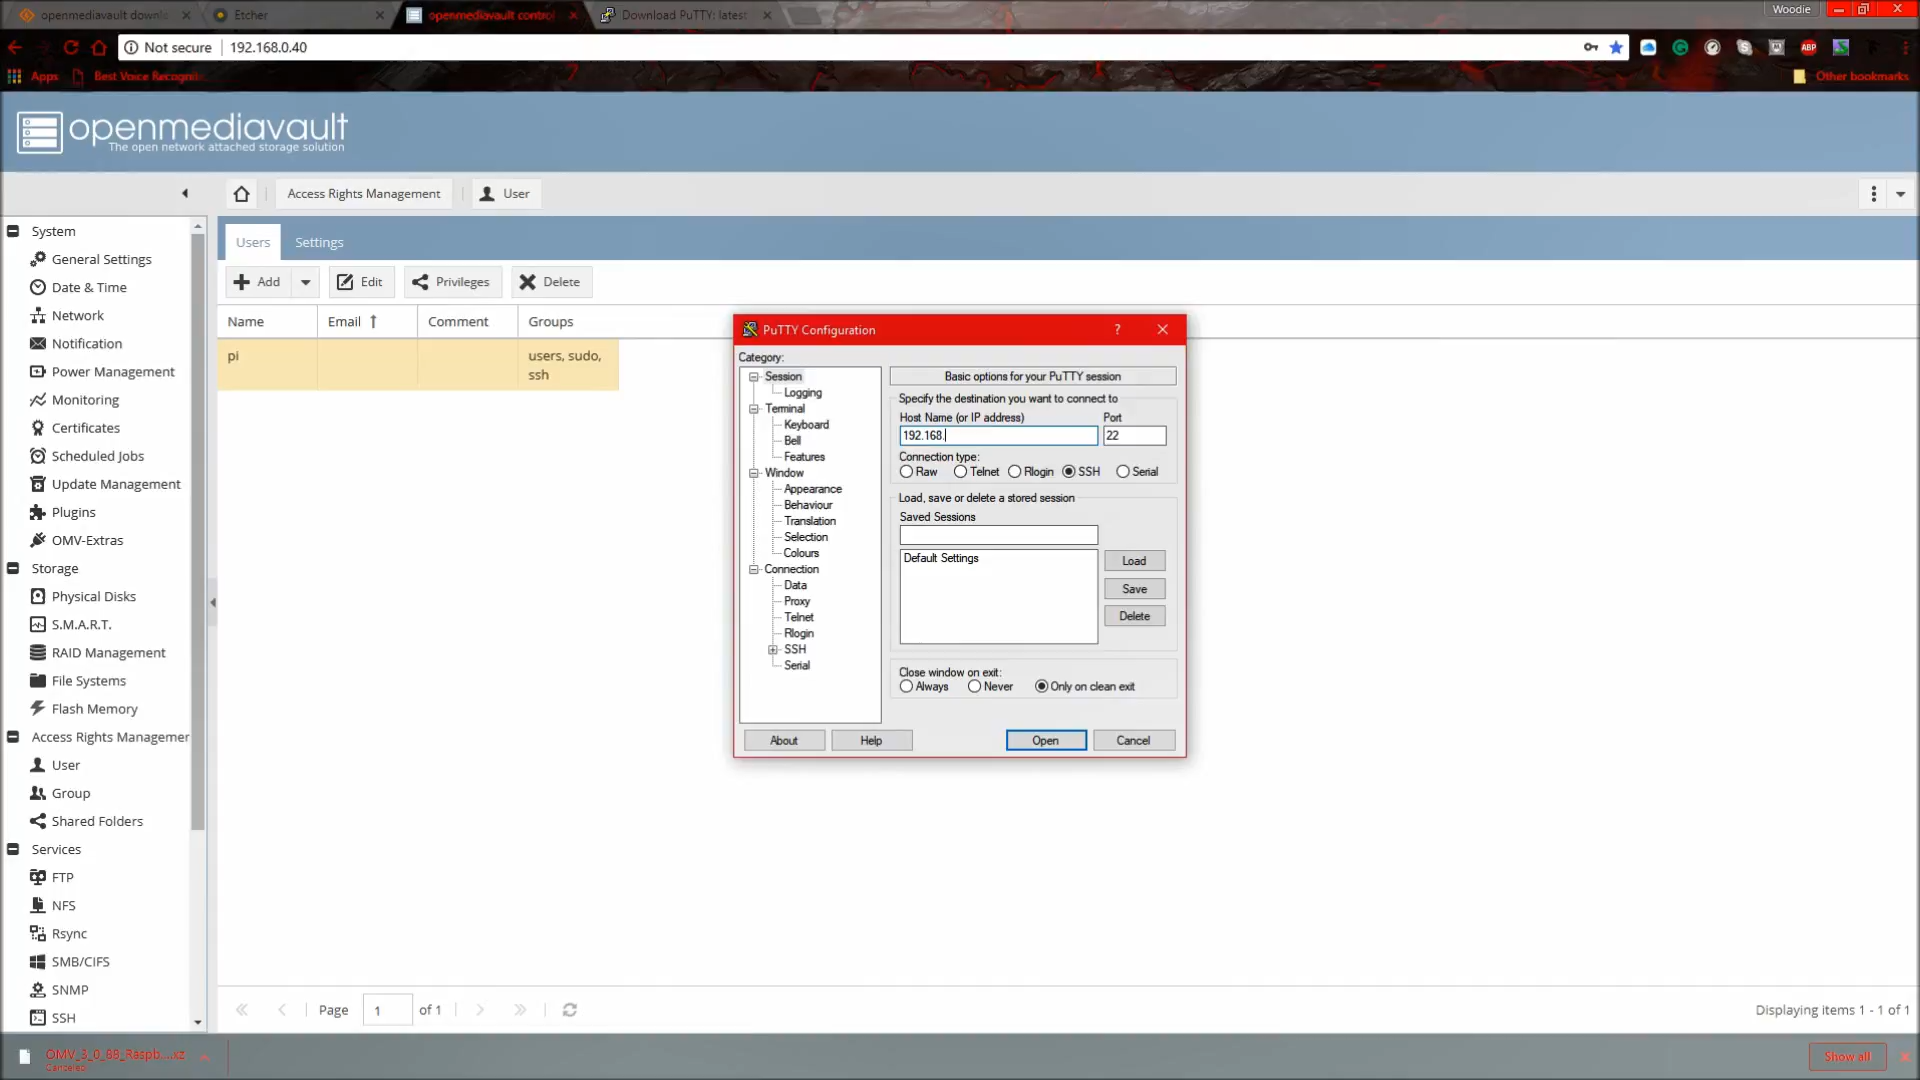 openmediavault downl
Etcher
openmediavault control
Download PuTTY: latest
Woodie
Not secure
192.168.0.40
ABP
Apps
Best Voice Recogniti
Other bookmarks
openmediavault
The open network attached storage solution
Access Rights Management
User
System
General Settings
Date & Time
Network
Notification
Power Management
Monitoring
Certificates
Scheduled Jobs
Update Management
Plugins
OMV-Extras
Storage
Physical Disks
S.M.A.R.T.
RAID Management
File Systems
Flash Memory
Access Rights Managemer
User
Group
Shared Folders
Services
FTP
NFS
Rsync
SMB/CIFS
SNMP
SSH
Users
Settings
Add
Edit
Privileges
Delete
Name
Email
Comment
Groups
pi
users, sudo,
ssh
PuTTY Configuration
?
Category:
Session
Logging
Terminal
Keyboard
Bell
Features
Window
Appearance
Behaviour
Translation
Selection
Colours
Connection
Data
Proxy
Telnet
Rlogin
SSH
Serial
Basic options for your PuTTY session
Specify the destination you want to connect to
Host Name (or IP address)
Port
192.168.
22
Connection type:
Raw
Telnet
Rlogin
SSH
Serial
Load, save or delete a stored session
Saved Sessions
Default Settings
Load
Save
Delete
Close window on exit:
Always
Never
Only on clean exit
About
Help
Open
Cancel
Page
1
of 1
Displaying items 1 - 1 of 1
OMV_3_0_88_Raspb....xz
Cancelled
Show all